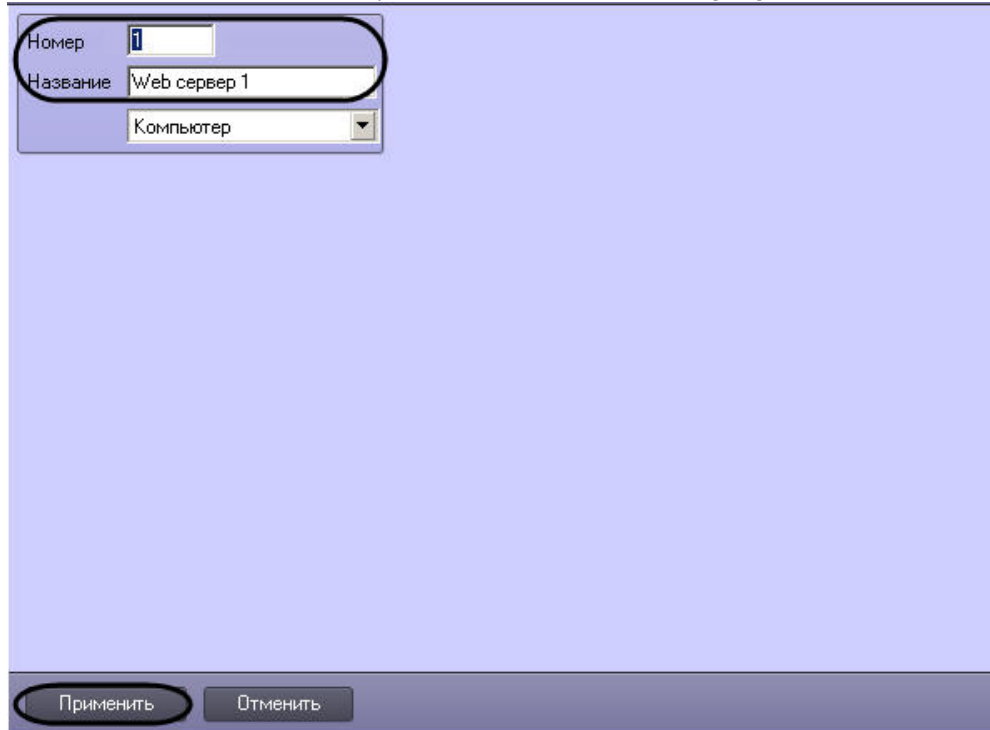 Номер 1
Название Web сервер 1
Компьютер
Применить Отменить